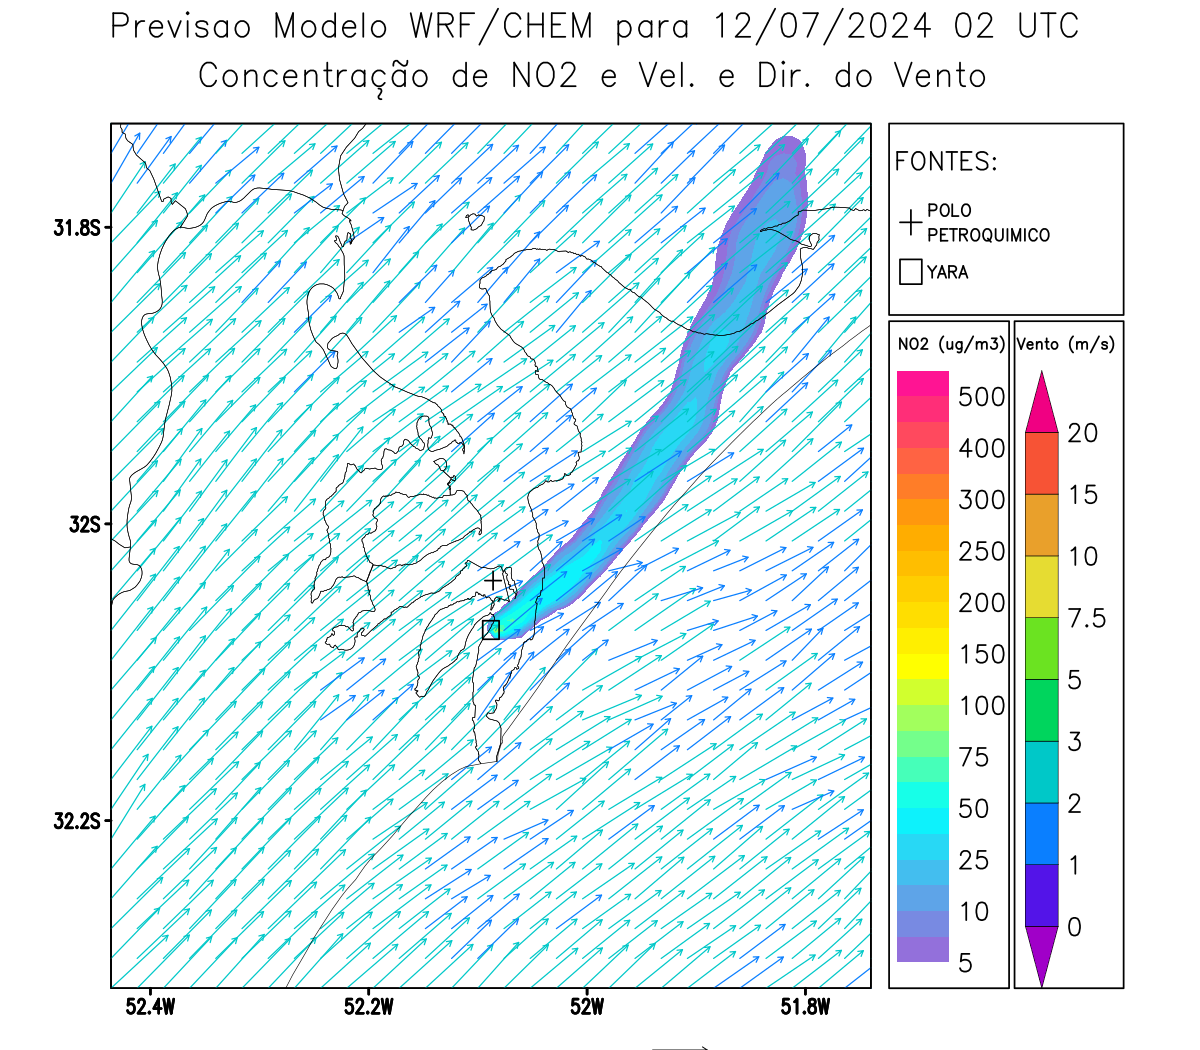 Previsao Modelo WRF/CHEM para 12/07/2024 02 UTC
Concentração de NO2 e Vel. e Dir. do Vento
FONTES:
POLO
PETROQUIMICO
YARA
31.8S
32S
32.2S
52.4W
52.2W
52W
51.8W
NO2 (ug/m3)
500
400
300
250
200
150
100
75
50
25
10
5
Vento (m/s)
20
15
10
7.5
5
3
2
1
0